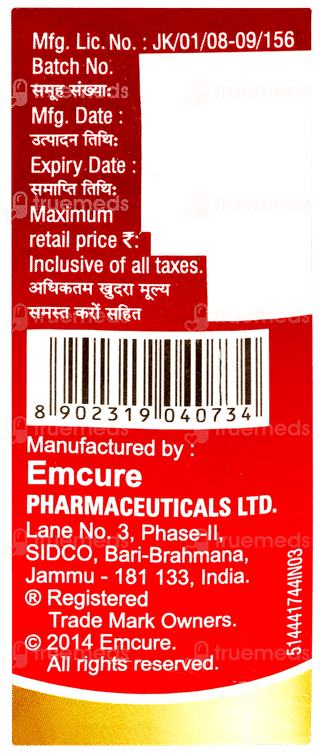 Mfg. Lic. No. : JK/01/08-09/156
Batch No.
समूह संख्या:
Mfg. Date :
उत्पादन तिथि:
Expiry Date :
समाप्ति तिथि:
Maximum
retail price ₹:
Inclusive of all taxes.
अधिकतम खुदरा मूल्य
समस्त करों सहित
8 902319 040734
Manufactured by :
Emcure
PHARMACEUTICALS LTD.
Lane No. 3, Phase-II,
SIDCO, Bari-Brahmana,
Jammu - 181 133, India.
® Registered
Trade Mark Owners.
© 2014 Emcure.
All rights reserved.
514441744IN03
truemeds